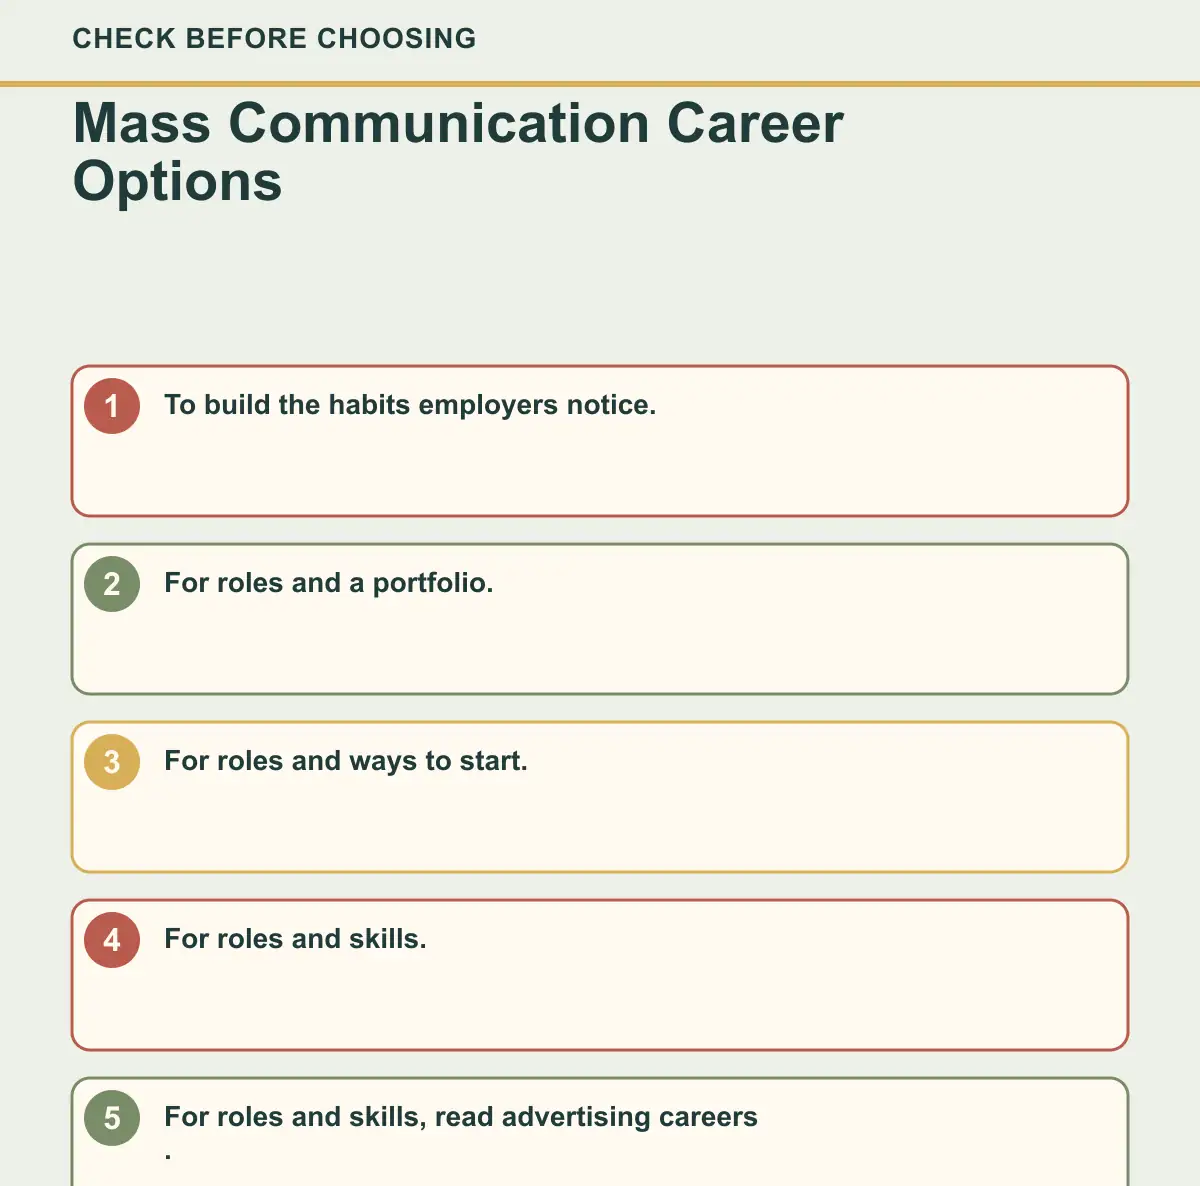 CHECK BEFORE CHOOSING
Mass Communication Career
Options
1
To build the habits employers notice.
2
For roles and a portfolio.
3
For roles and ways to start.
4
For roles and skills.
5
For roles and skills, read advertising careers
.